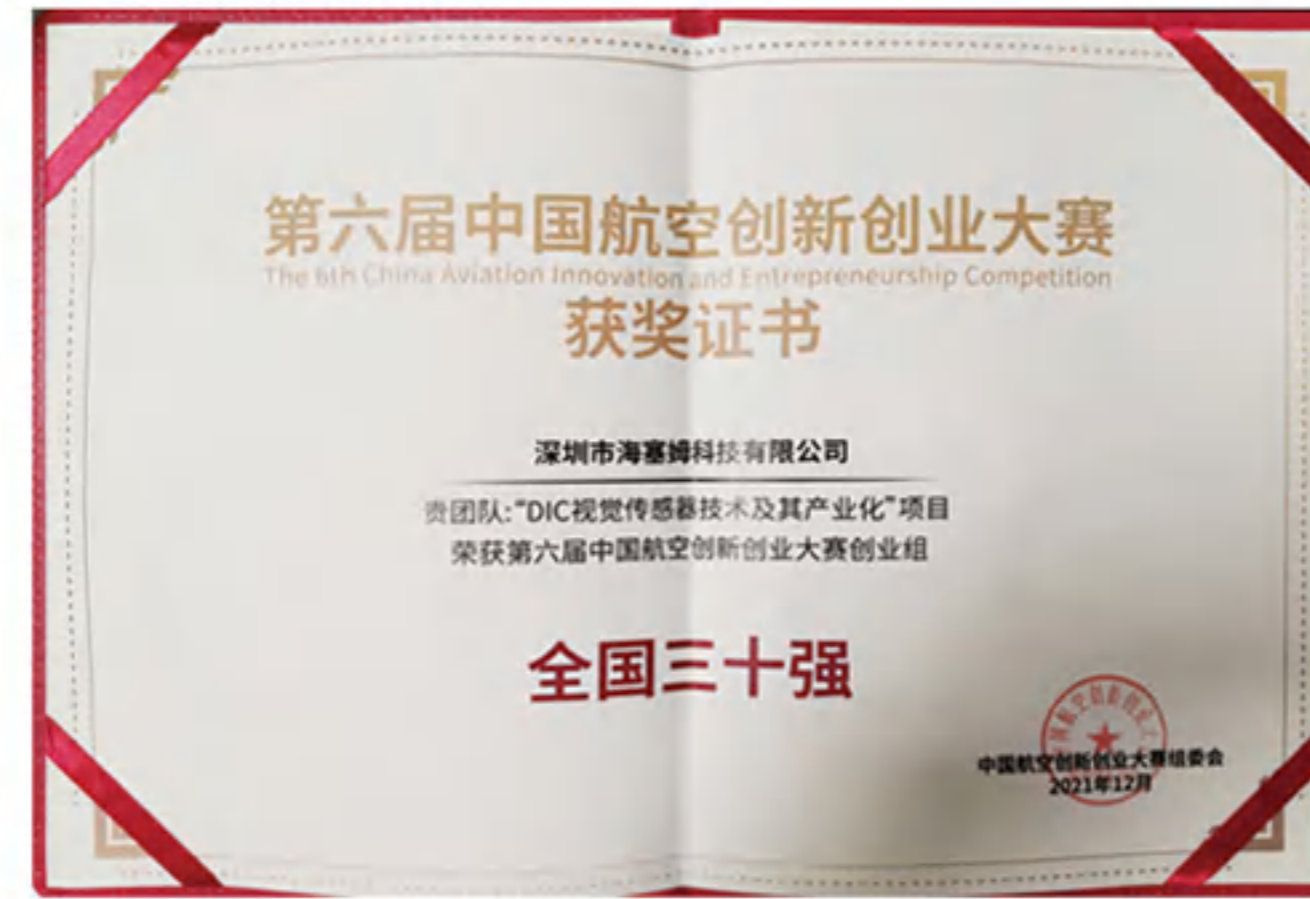 第六届中国航空创新创业大赛
The 6th China Aviation Innovation and Entrepreneurship Competition
获奖证书
深圳市海塞姆科技有限公司
贵团队:“DIC视觉传感器技术及其产业化”项目
荣获第六届中国航空创新创业大赛创业组
全国三十强
中国航空创新创业大赛组委会
2021年12月